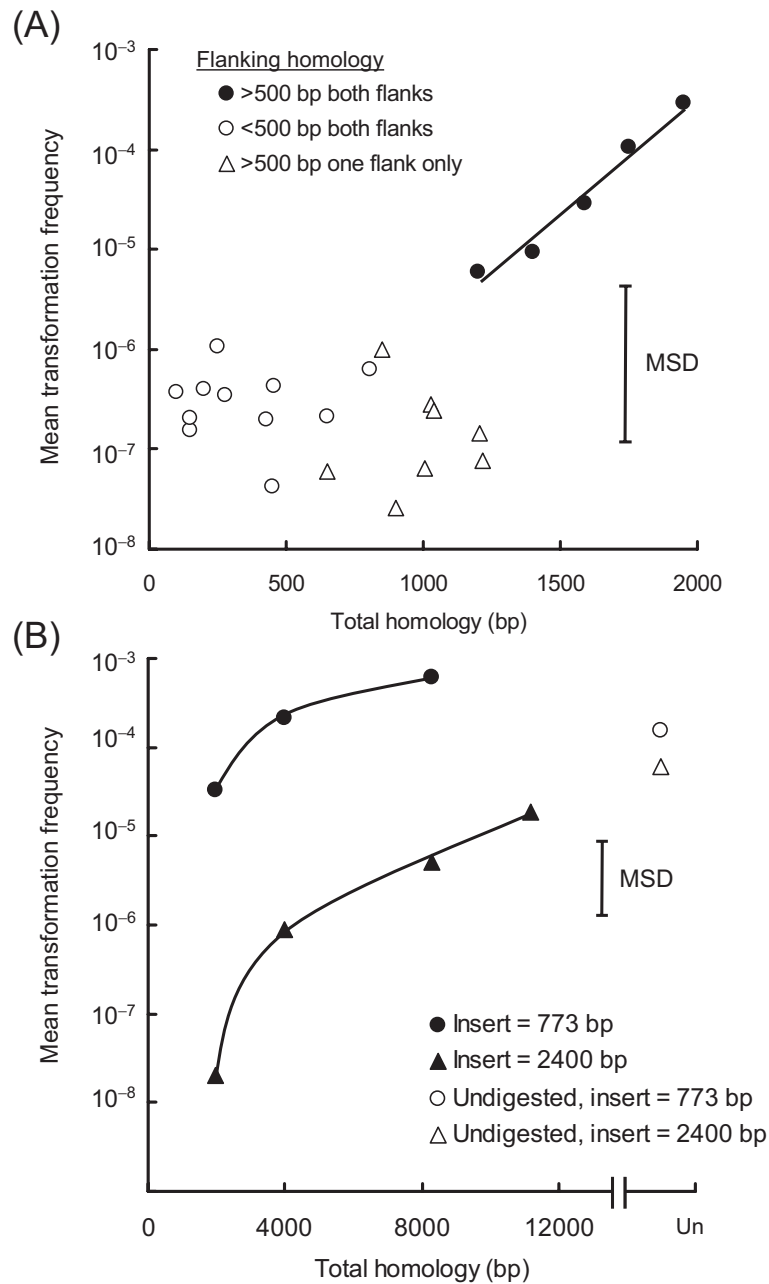 (A)
10⁻³
10⁻⁴
10⁻⁵
10⁻⁶
10⁻⁷
10⁻⁸
Mean transformation frequency
Flanking homology
>500 bp both flanks
<500 bp both flanks
>500 bp one flank only
MSD
0 500 1000 1500 2000
Total homology (bp)
(B)
10⁻³
10⁻⁴
10⁻⁵
10⁻⁶
10⁻⁷
10⁻⁸
Mean transformation frequency
MSD
Insert = 773 bp
Insert = 2400 bp
Undigested, insert = 773 bp
Undigested, insert = 2400 bp
0 4000 8000 12000 Un
Total homology (bp)